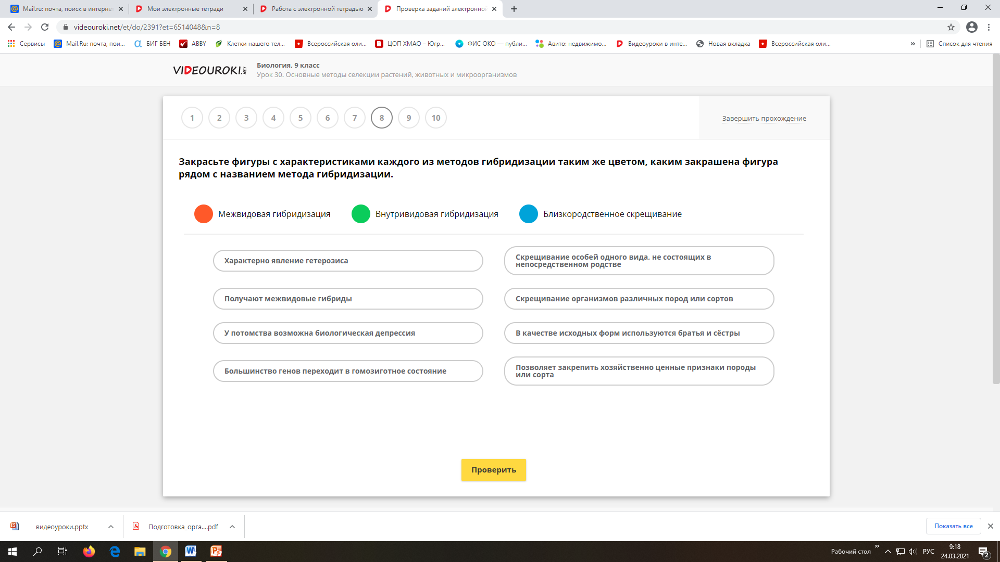 Mail.ru: почта, поиск в интернет
Мои электронные тетради
Работа с электронной тетрадью
Проверка заданий электронной
videouroki.net/et/do/2391?et=6514048&n=8
Сервисы
Mail.Ru: почта, пои...
БИГ БЕН
ABBY
Клетки нашего тел...
Всероссийская оли...
ЦОП ХМАО – Югр...
ФИС ОКО — публи...
Авито: недвижимо...
Видеоуроки в инте...
Новая вкладка
Всероссийская оли...
»
Список для чтения
VIDEOUROKI.NET
Биология, 9 класс
Урок 30. Основные методы селекции растений, животных и микроорганизмов
1 2 3 4 5 6 7 8 9 10
Завершить прохождение
Закрасьте фигуры с характеристиками каждого из методов гибридизации таким же цветом, каким закрашена фигура
рядом с названием метода гибридизации.
Межвидовая гибридизация
Внутривидовая гибридизация
Близкородственное скрещивание
Характерно явление гетерозиса
Скрещивание особей одного вида, не состоящих в
непосредственном родстве
Получают межвидовые гибриды
Скрещивание организмов различных пород или сортов
У потомства возможна биологическая депрессия
В качестве исходных форм используются братья и сёстры
Большинство генов переходит в гомозиготное состояние
Позволяет закрепить хозяйственно ценные признаки породы
или сорта
Проверить
видеоуроки.pptx
Подготовка_орга....pdf
Показать все
Рабочий стол
»
РУС
9:18
24.03.2021
2